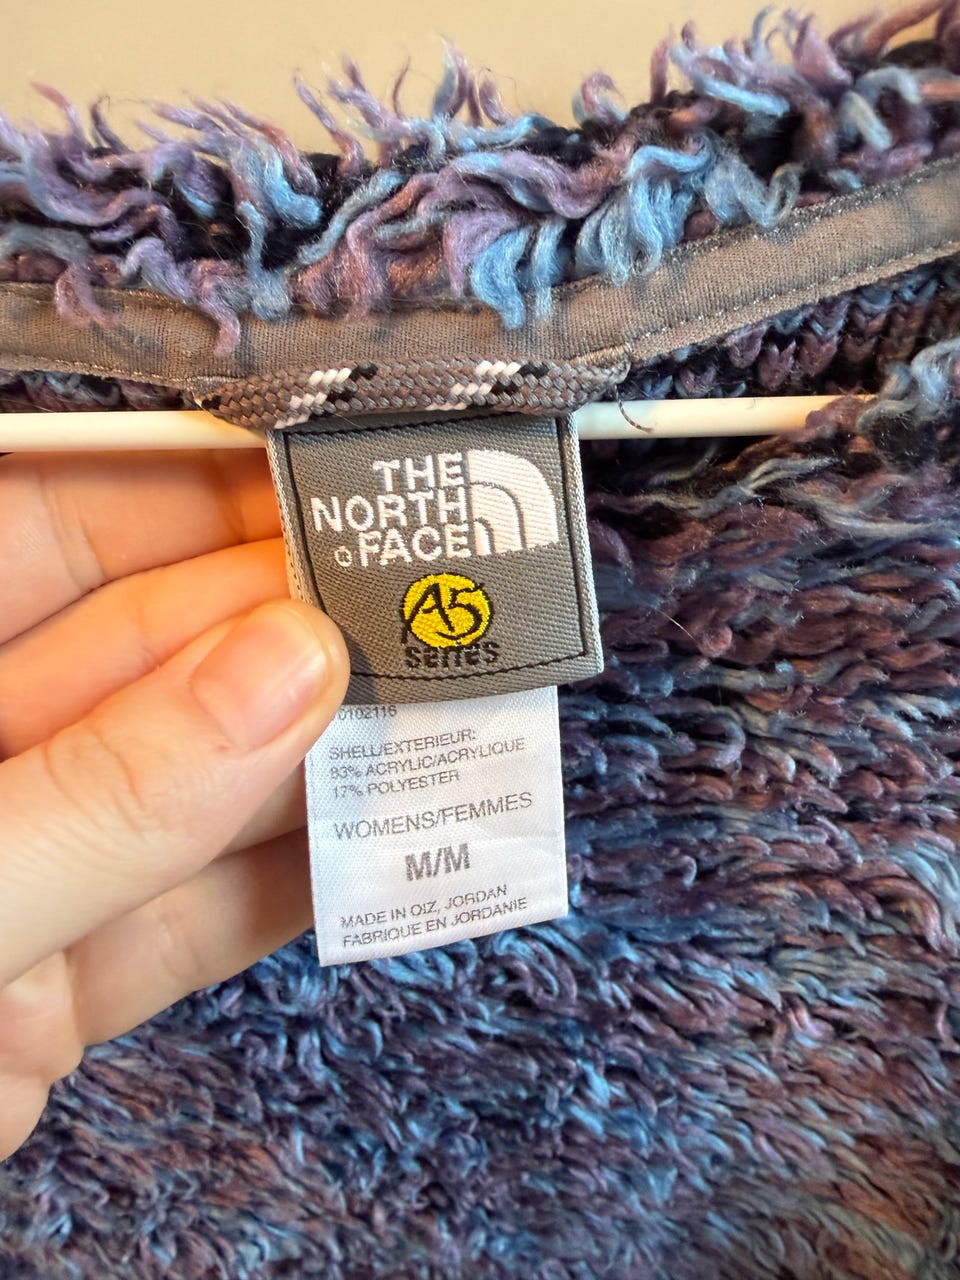 THE
NORTH
FACE
A5
series
0102116
SHELL/EXTERIEUR:
83% ACRYLIC/ACRYLIQUE
17% POLYESTER
WOMENS/FEMMES
M/M
MADE IN QIZ, JORDAN
FABRIQUE EN JORDANIE